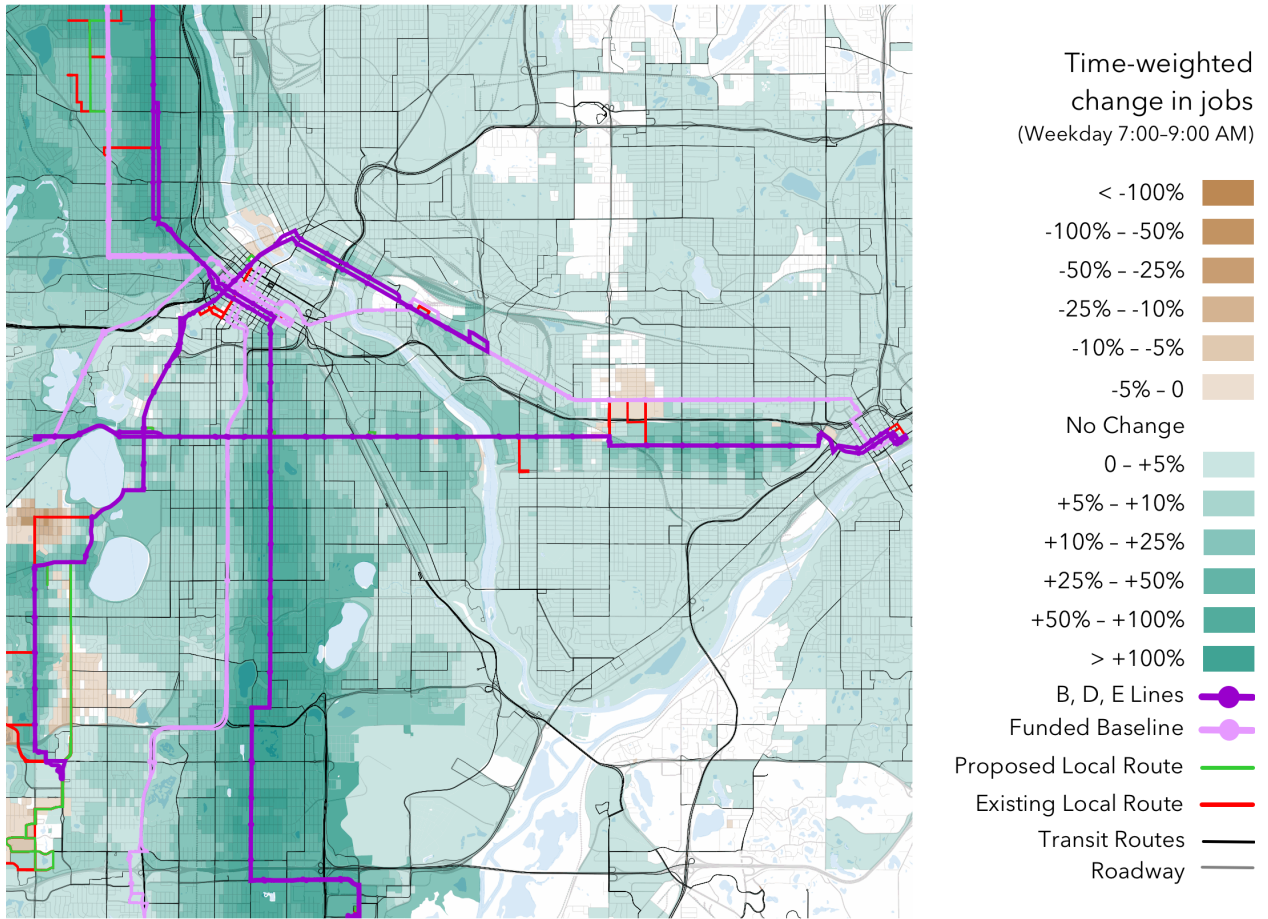 Time-weighted
change in jobs
(Weekday 7:00–9:00 AM)
< -100%
-100% – -50%
-50% – -25%
-25% – -10%
-10% – -5%
-5% – 0
No Change
0 – +5%
+5% – +10%
+10% – +25%
+25% – +50%
+50% – +100%
> +100%
B, D, E Lines
Funded Baseline
Proposed Local Route
Existing Local Route
Transit Routes
Roadway